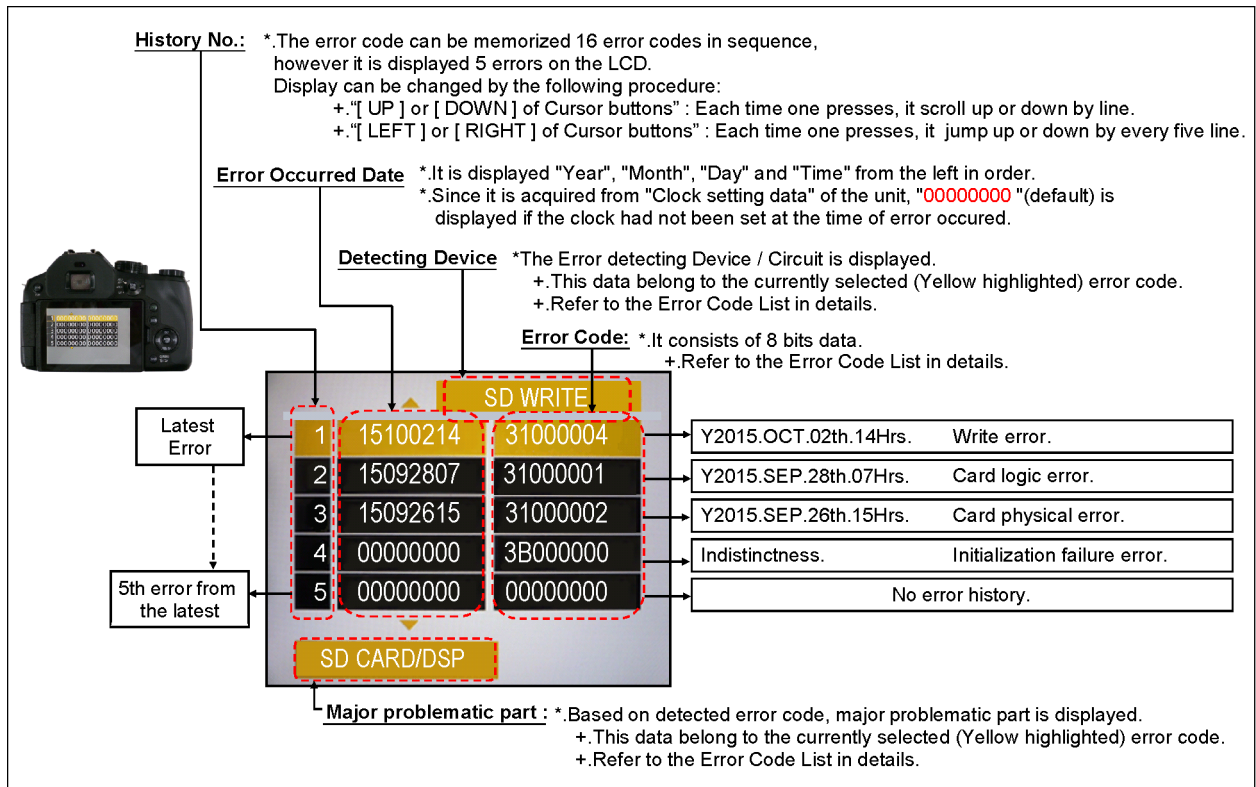 History No.: *.The error code can be memorized 16 error codes in sequence,
however it is displayed 5 errors on the LCD.
Display can be changed by the following procedure:
+."[ UP ] or [ DOWN ] of Cursor buttons" : Each time one presses, it scroll up or down by line.
+."[ LEFT ] or [ RIGHT ] of Cursor buttons" : Each time one presses, it jump up or down by every five line.
Error Occurred Date *.It is displayed "Year", "Month", "Day" and "Time" from the left in order.
*.Since it is acquired from "Clock setting data" of the unit, "00000000 "(default) is
displayed if the clock had not been set at the time of error occured.
Detecting Device *The Error detecting Device / Circuit is displayed.
+.This data belong to the currently selected (Yellow highlighted) error code.
+.Refer to the Error Code List in details.
Error Code: *.It consists of 8 bits data.
+.Refer to the Error Code List in details.
SD WRITE
Latest
Error
1 15100214 31000004
Y2015.OCT.02th.14Hrs. Write error.
2 15092807 31000001
Y2015.SEP.28th.07Hrs. Card logic error.
3 15092615 31000002
Y2015.SEP.26th.15Hrs. Card physical error.
4 00000000 3B000000
Indistinctness. Initialization failure error.
5th error from
the latest
5 00000000 00000000
No error history.
SD CARD/DSP
Major problematic part : *.Based on detected error code, major problematic part is displayed.
+.This data belong to the currently selected (Yellow highlighted) error code.
+.Refer to the Error Code List in details.